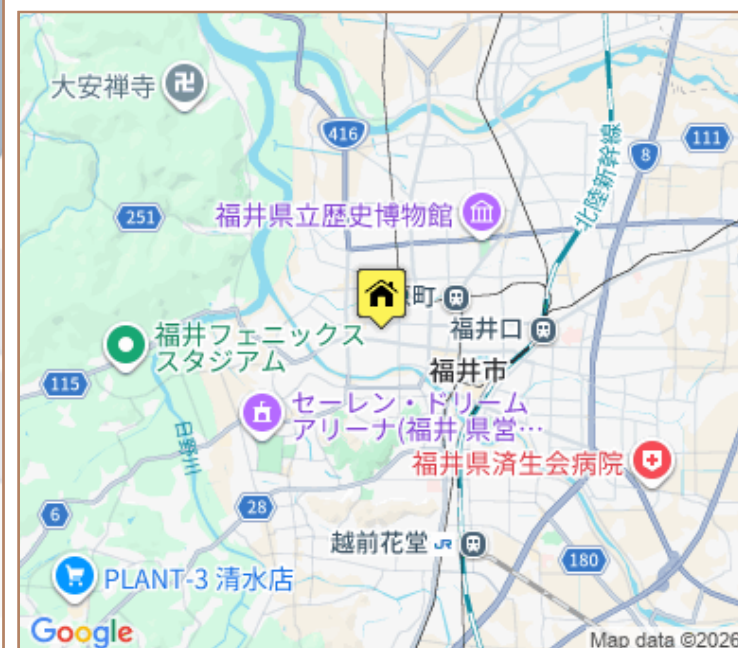 大安禅寺
416
111
8
北陸新幹線
251
福井県立歴史博物館
町
福井口
福井フェニックス
スタジアム
福井市
115
セーレン・ドリーム
アリーナ(福井県営…
日野川
福井県済生会病院
6
28
越前花堂 JR
180
PLANT-3 清水店
Google
Map data ©2026